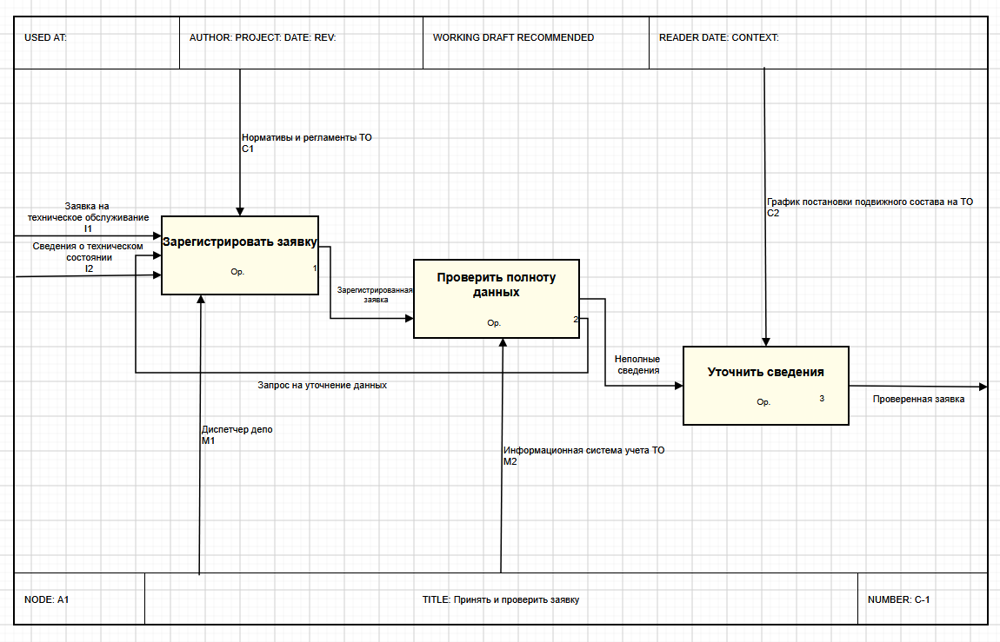 USED AT:
AUTHOR: PROJECT: DATE: REV:
WORKING DRAFT RECOMMENDED
READER DATE: CONTEXT:
Нормативы и регламенты ТО
C1
График постановки подвижного состава на ТО
C2
Заявка на
техническое обслуживание
I1
Сведения о техническом
состоянии
I2
Зарегистрировать заявку
Ор.
1
Зарегистрированная
заявка
Проверить полноту
данных
Ор.
2
Неполные
сведения
Уточнить сведения
Ор.
3
Проверенная заявка
Запрос на уточнение данных
Диспетчер депо
M1
Информационная система учета ТО
M2
NODE: A1
TITLE: Принять и проверить заявку
NUMBER: C-1